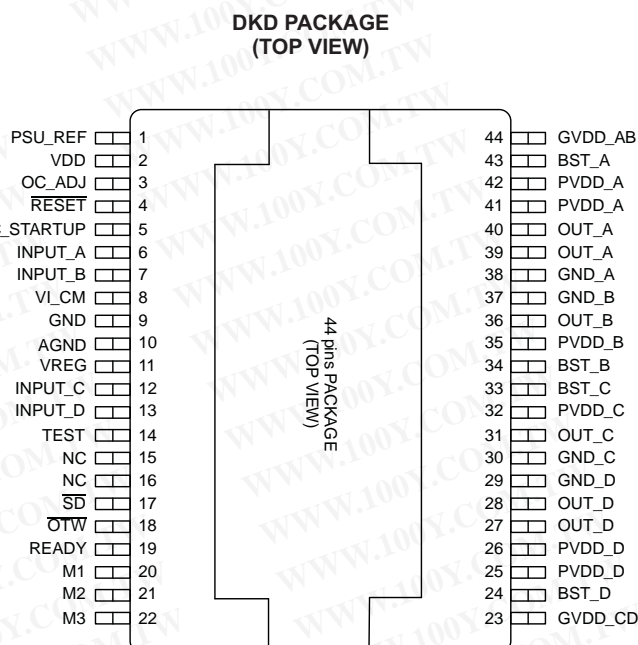 DKD PACKAGE
(TOP VIEW)
PSU_REF 1 44 GVDD_AB
VDD 2 43 BST_A
OC_ADJ 3 42 PVDD_A
RESET 4 41 PVDD_A
_STARTUP 5 40 OUT_A
INPUT_A 6 39 OUT_A
INPUT_B 7 38 GND_A
VI_CM 8 37 GND_B
GND 9 36 OUT_B
AGND 10 35 PVDD_B
VREG 11 34 BST_B
INPUT_C 12 33 BST_C
INPUT_D 13 32 PVDD_C
TEST 14 31 OUT_C
NC 15 30 GND_C
NC 16 29 GND_D
SD 17 28 OUT_D
OTW 18 27 OUT_D
READY 19 26 PVDD_D
M1 20 25 PVDD_D
M2 21 24 BST_D
M3 22 23 GVDD_CD
44 pins PACKAGE
(TOP VIEW)
WWW.100Y.COM.TW